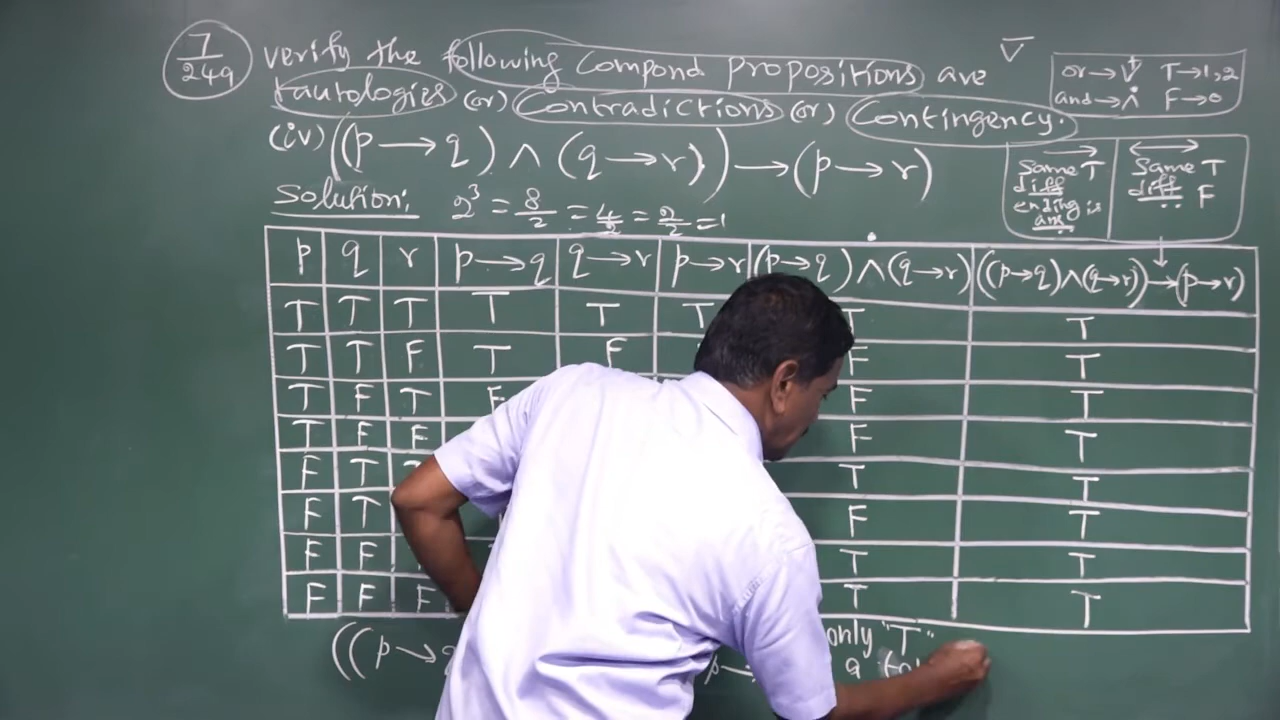 7/249 verify the following compond propositions are
tautologies (or) Contradictions (or) Contingency.
or → ∨ T → 1,2
and → ∧ F → 0
(iv) ((p → q) ∧ (q → r)) → (p → r)
→ Same T diff ending is ans.
↔ Same T diff F
Solution: 2³ = 8/2 = 4/2 = 2/2 = 1
p q r p → q q → r p → r (p → q) ∧ (q → r) ((p → q) ∧ (q → r)) → (p → r)
T T T T T T T T
T T F T F F T
T F T F F T
T F F F T
F T T T
F T F T
F F T T
F F F T T
((p → only "T"
p → a